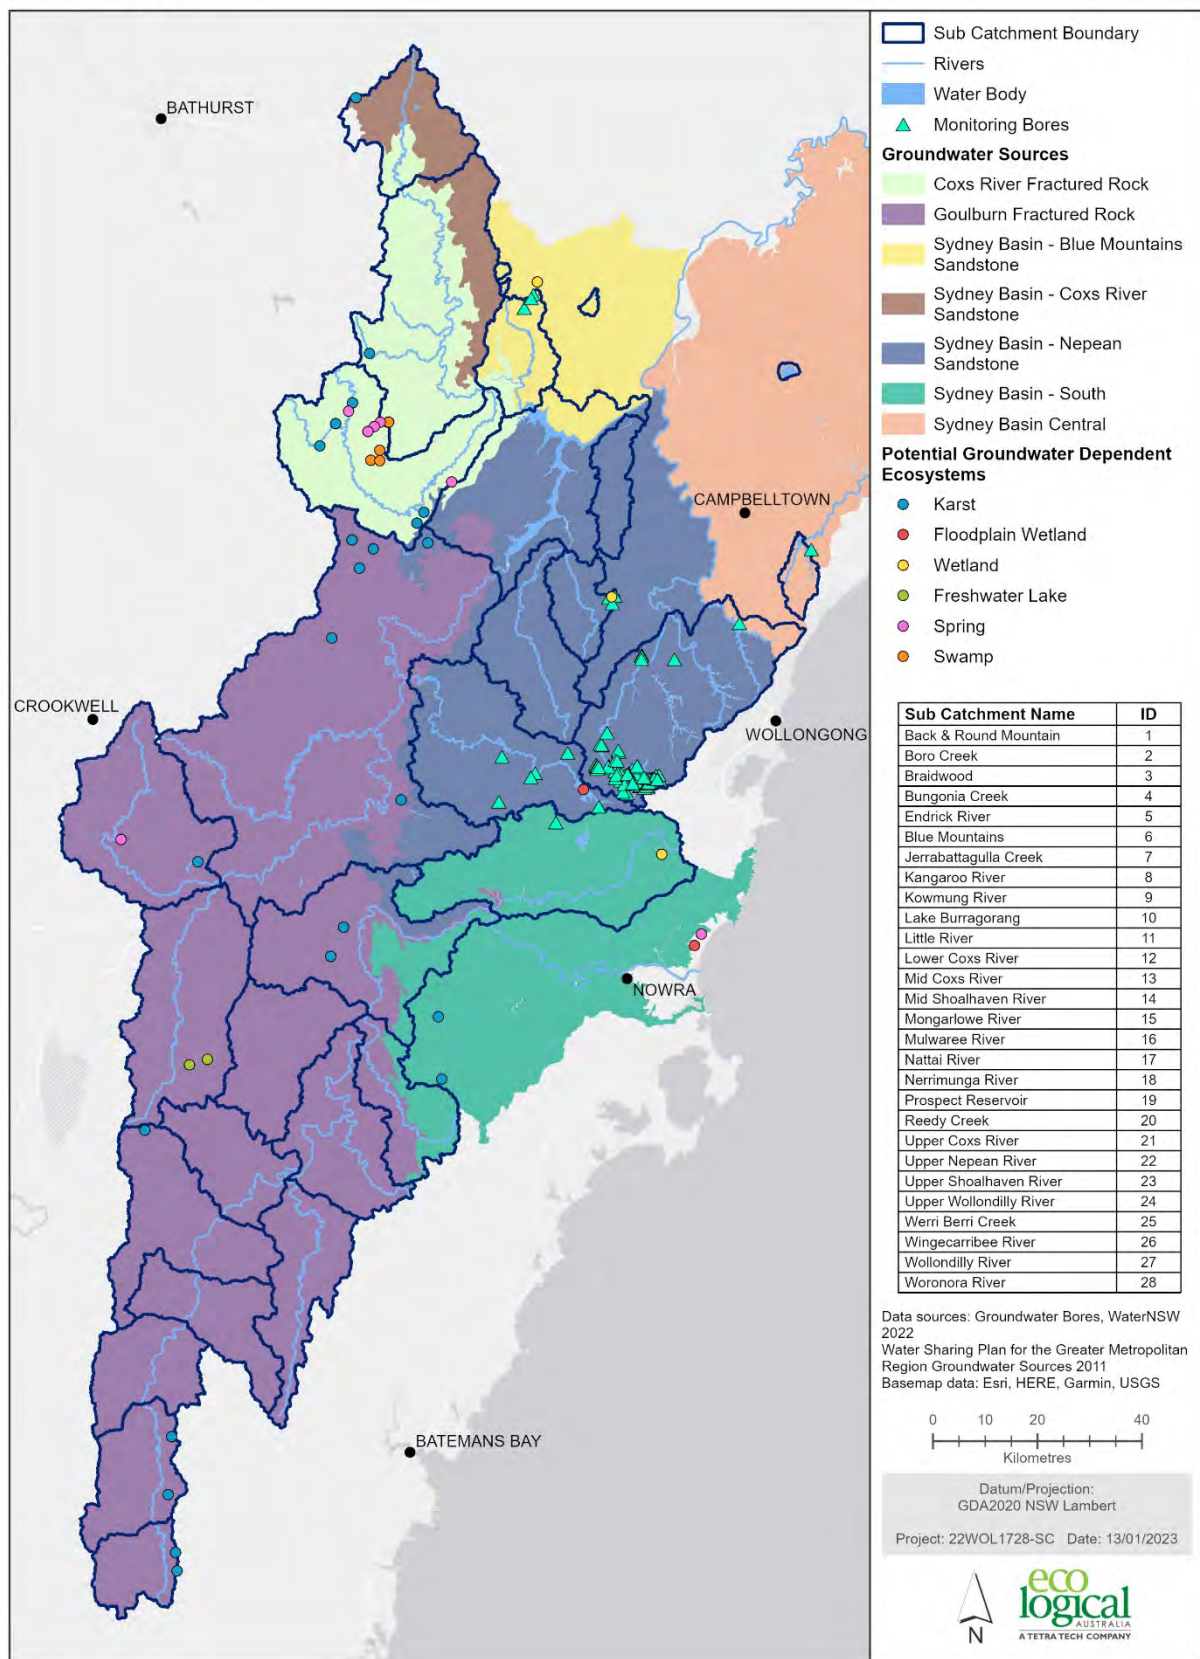 BATHURST
CAMPBELLTOWN
CROOKWELL
WOLLONGONG
NOWRA
BATEMANS BAY
Sub Catchment Boundary
Rivers
Water Body
Monitoring Bores
Groundwater Sources
Coxs River Fractured Rock
Goulburn Fractured Rock
Sydney Basin - Blue Mountains
Sandstone
Sydney Basin - Coxs River
Sandstone
Sydney Basin - Nepean
Sandstone
Sydney Basin - South
Sydney Basin Central
Potential Groundwater Dependent
Ecosystems
Karst
Floodplain Wetland
Wetland
Freshwater Lake
Spring
Swamp
Sub Catchment Name ID
Back & Round Mountain 1
Boro Creek 2
Braidwood 3
Bungonia Creek 4
Endrick River 5
Blue Mountains 6
Jerrabattagulla Creek 7
Kangaroo River 8
Kowmung River 9
Lake Burragorang 10
Little River 11
Lower Coxs River 12
Mid Coxs River 13
Mid Shoalhaven River 14
Mongarlowe River 15
Mulwaree River 16
Nattai River 17
Nerrimunga River 18
Prospect Reservoir 19
Reedy Creek 20
Upper Coxs River 21
Upper Nepean River 22
Upper Shoalhaven River 23
Upper Wollondilly River 24
Werri Berri Creek 25
Wingecarribee River 26
Wollondilly River 27
Woronora River 28
Data sources: Groundwater Bores, WaterNSW
2022
Water Sharing Plan for the Greater Metropolitan
Region Groundwater Sources 2011
Basemap data: Esri, HERE, Garmin, USGS
0 10 20 40
Kilometres
Datum/Projection:
GDA2020 NSW Lambert
Project: 22WOL1728-SC Date: 13/01/2023
N
eco
logical
AUSTRALIA
A TETRA TECH COMPANY